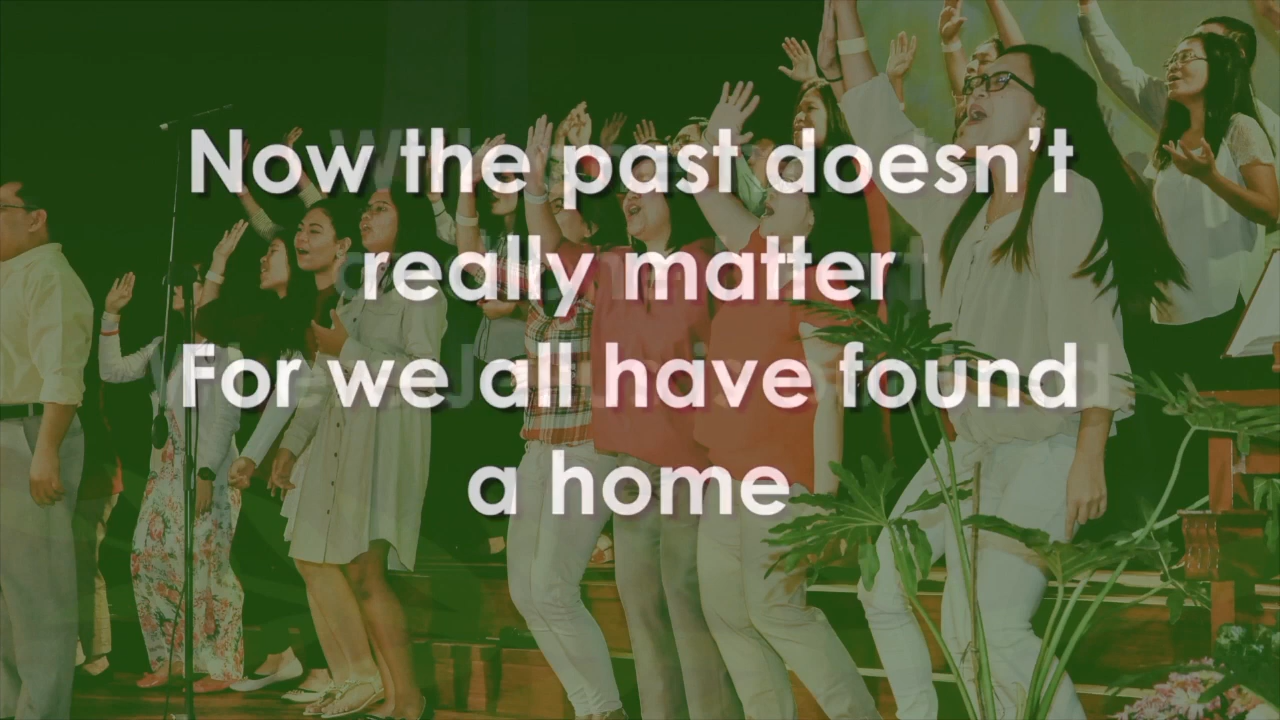 Now the past doesn't
really matter
For we all have found
a home